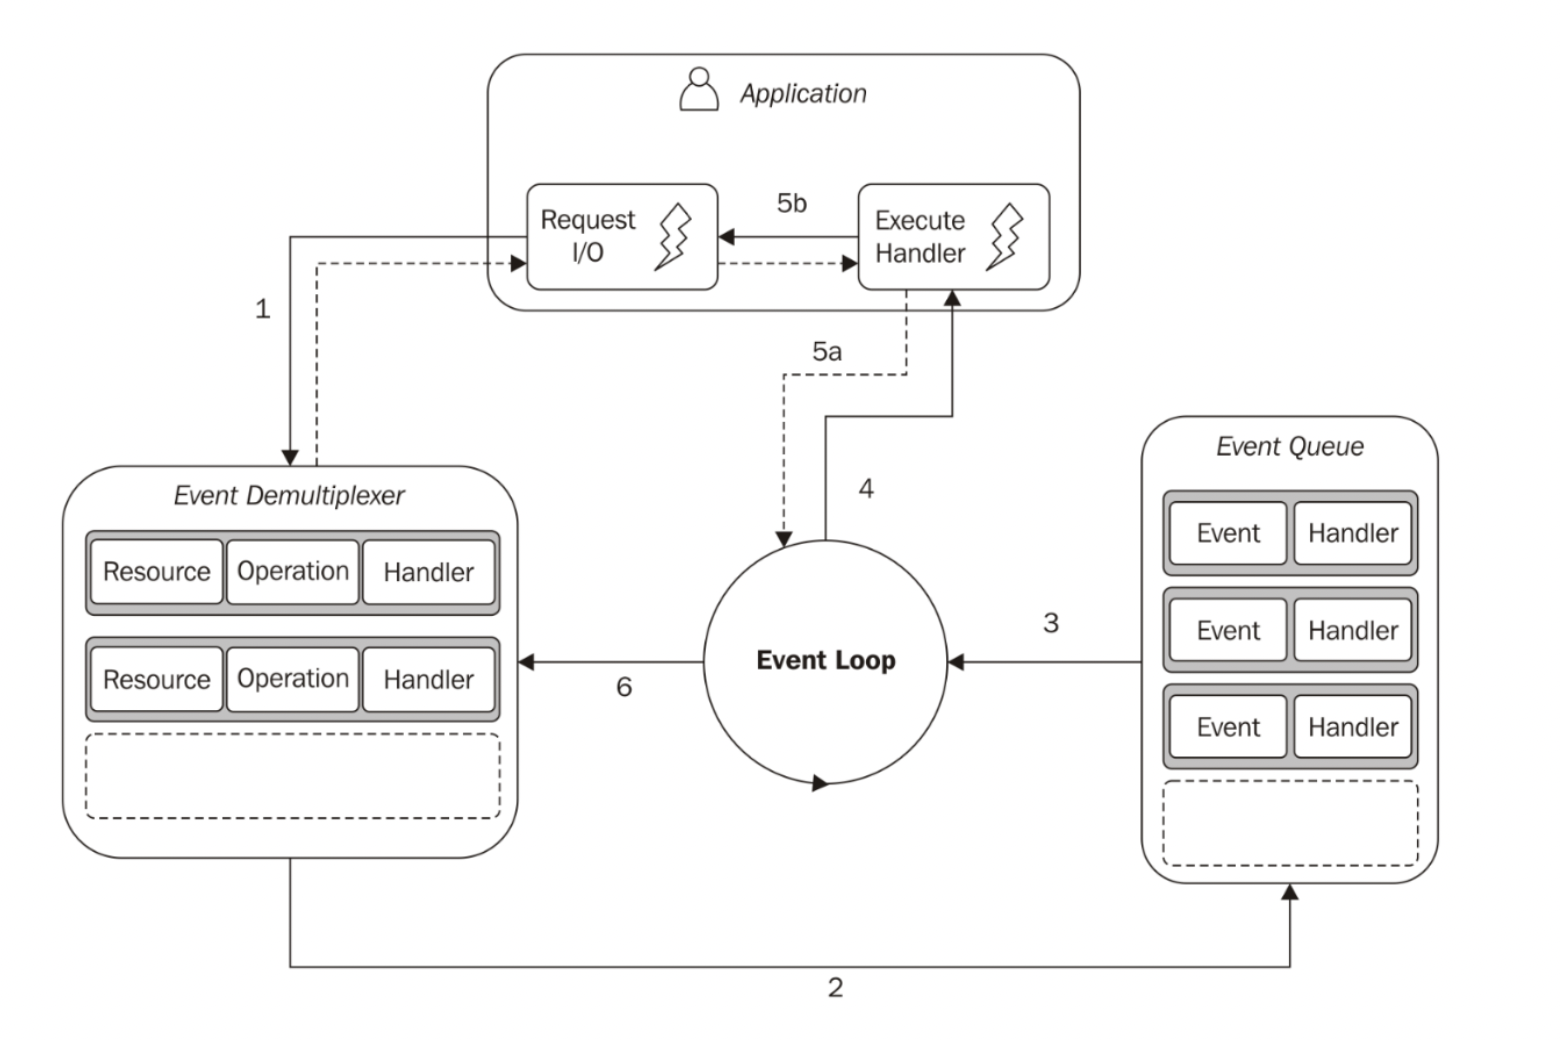 Application
Request
I/O
5b
Execute
Handler
1
5a
4
Event Demultiplexer
Resource Operation Handler
Resource Operation Handler
6
Event Loop
3
Event Queue
Event Handler
Event Handler
Event Handler
2